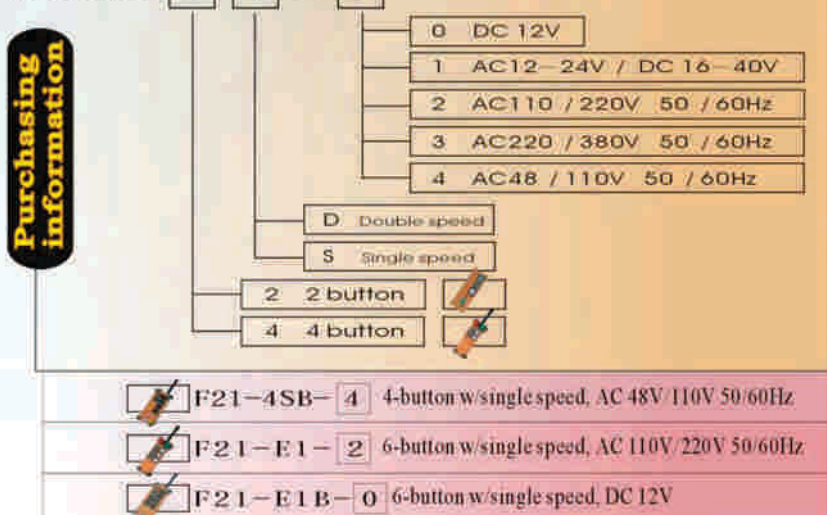 Purchasing
information
0 DC 12V
1 AC12-24V / DC 16-40V
2 AC110 /220V 50 /60Hz
3 AC220 /380V 50 /60Hz
4 AC48 /110V 50 /60Hz
D Double speed
S Single speed
2 2 button
4 4 button
F21-4SB- 4 4-button w/single speed, AC 48V/110V 50/60Hz
F21-E1- 2 6-button w/single speed, AC 110V/220V 50/60Hz
F21-E1B- 0 6-button w/single speed, DC 12V